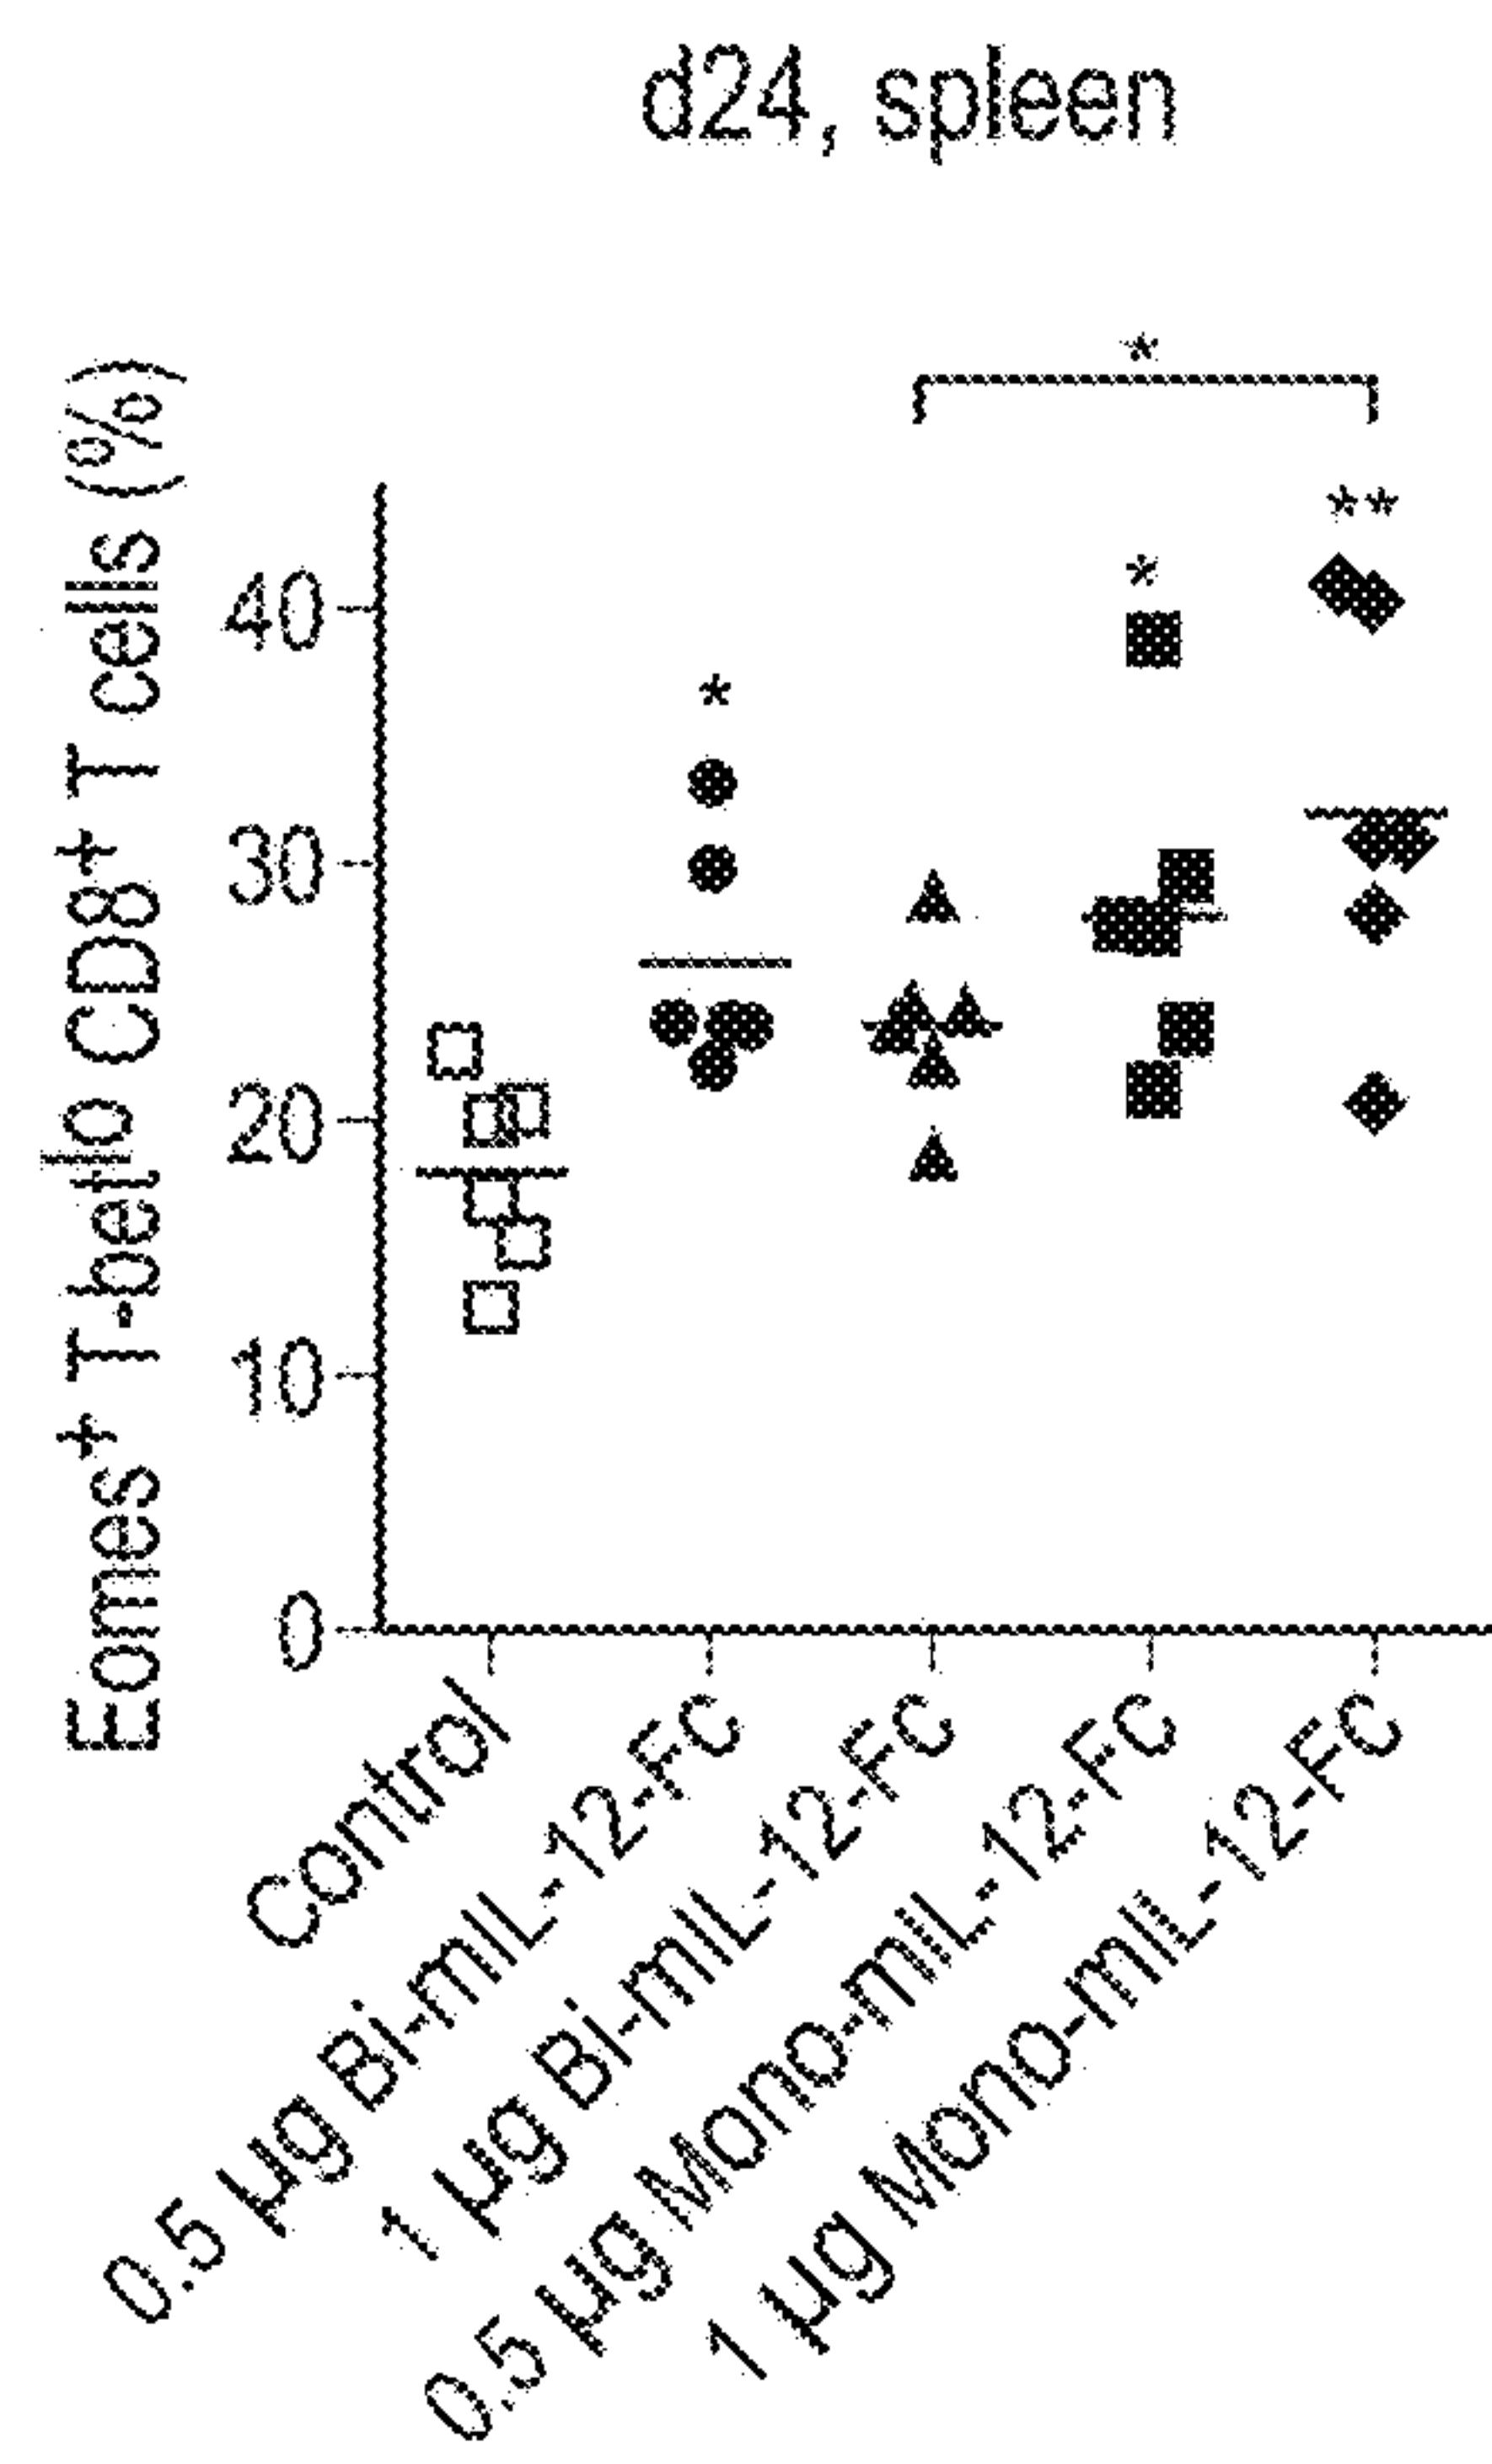 d24, spleen
Eomes⁺ T-betlo CD8⁺ T cells (%)
*
**
*
*
40
30
20
10
0
Control
0.5 µg Bi-mIL-12-FC
1 µg Bi-mIL-12-FC
0.5 µg Mono-mIL-12-FC
1 µg Mono-mIL-12-FC